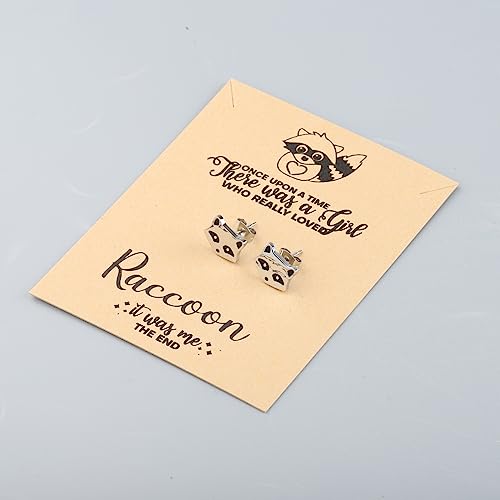 ONCE UPON A TIME
There was a Girl
WHO REALLY LOVED
Raccoon
it was me
THE END